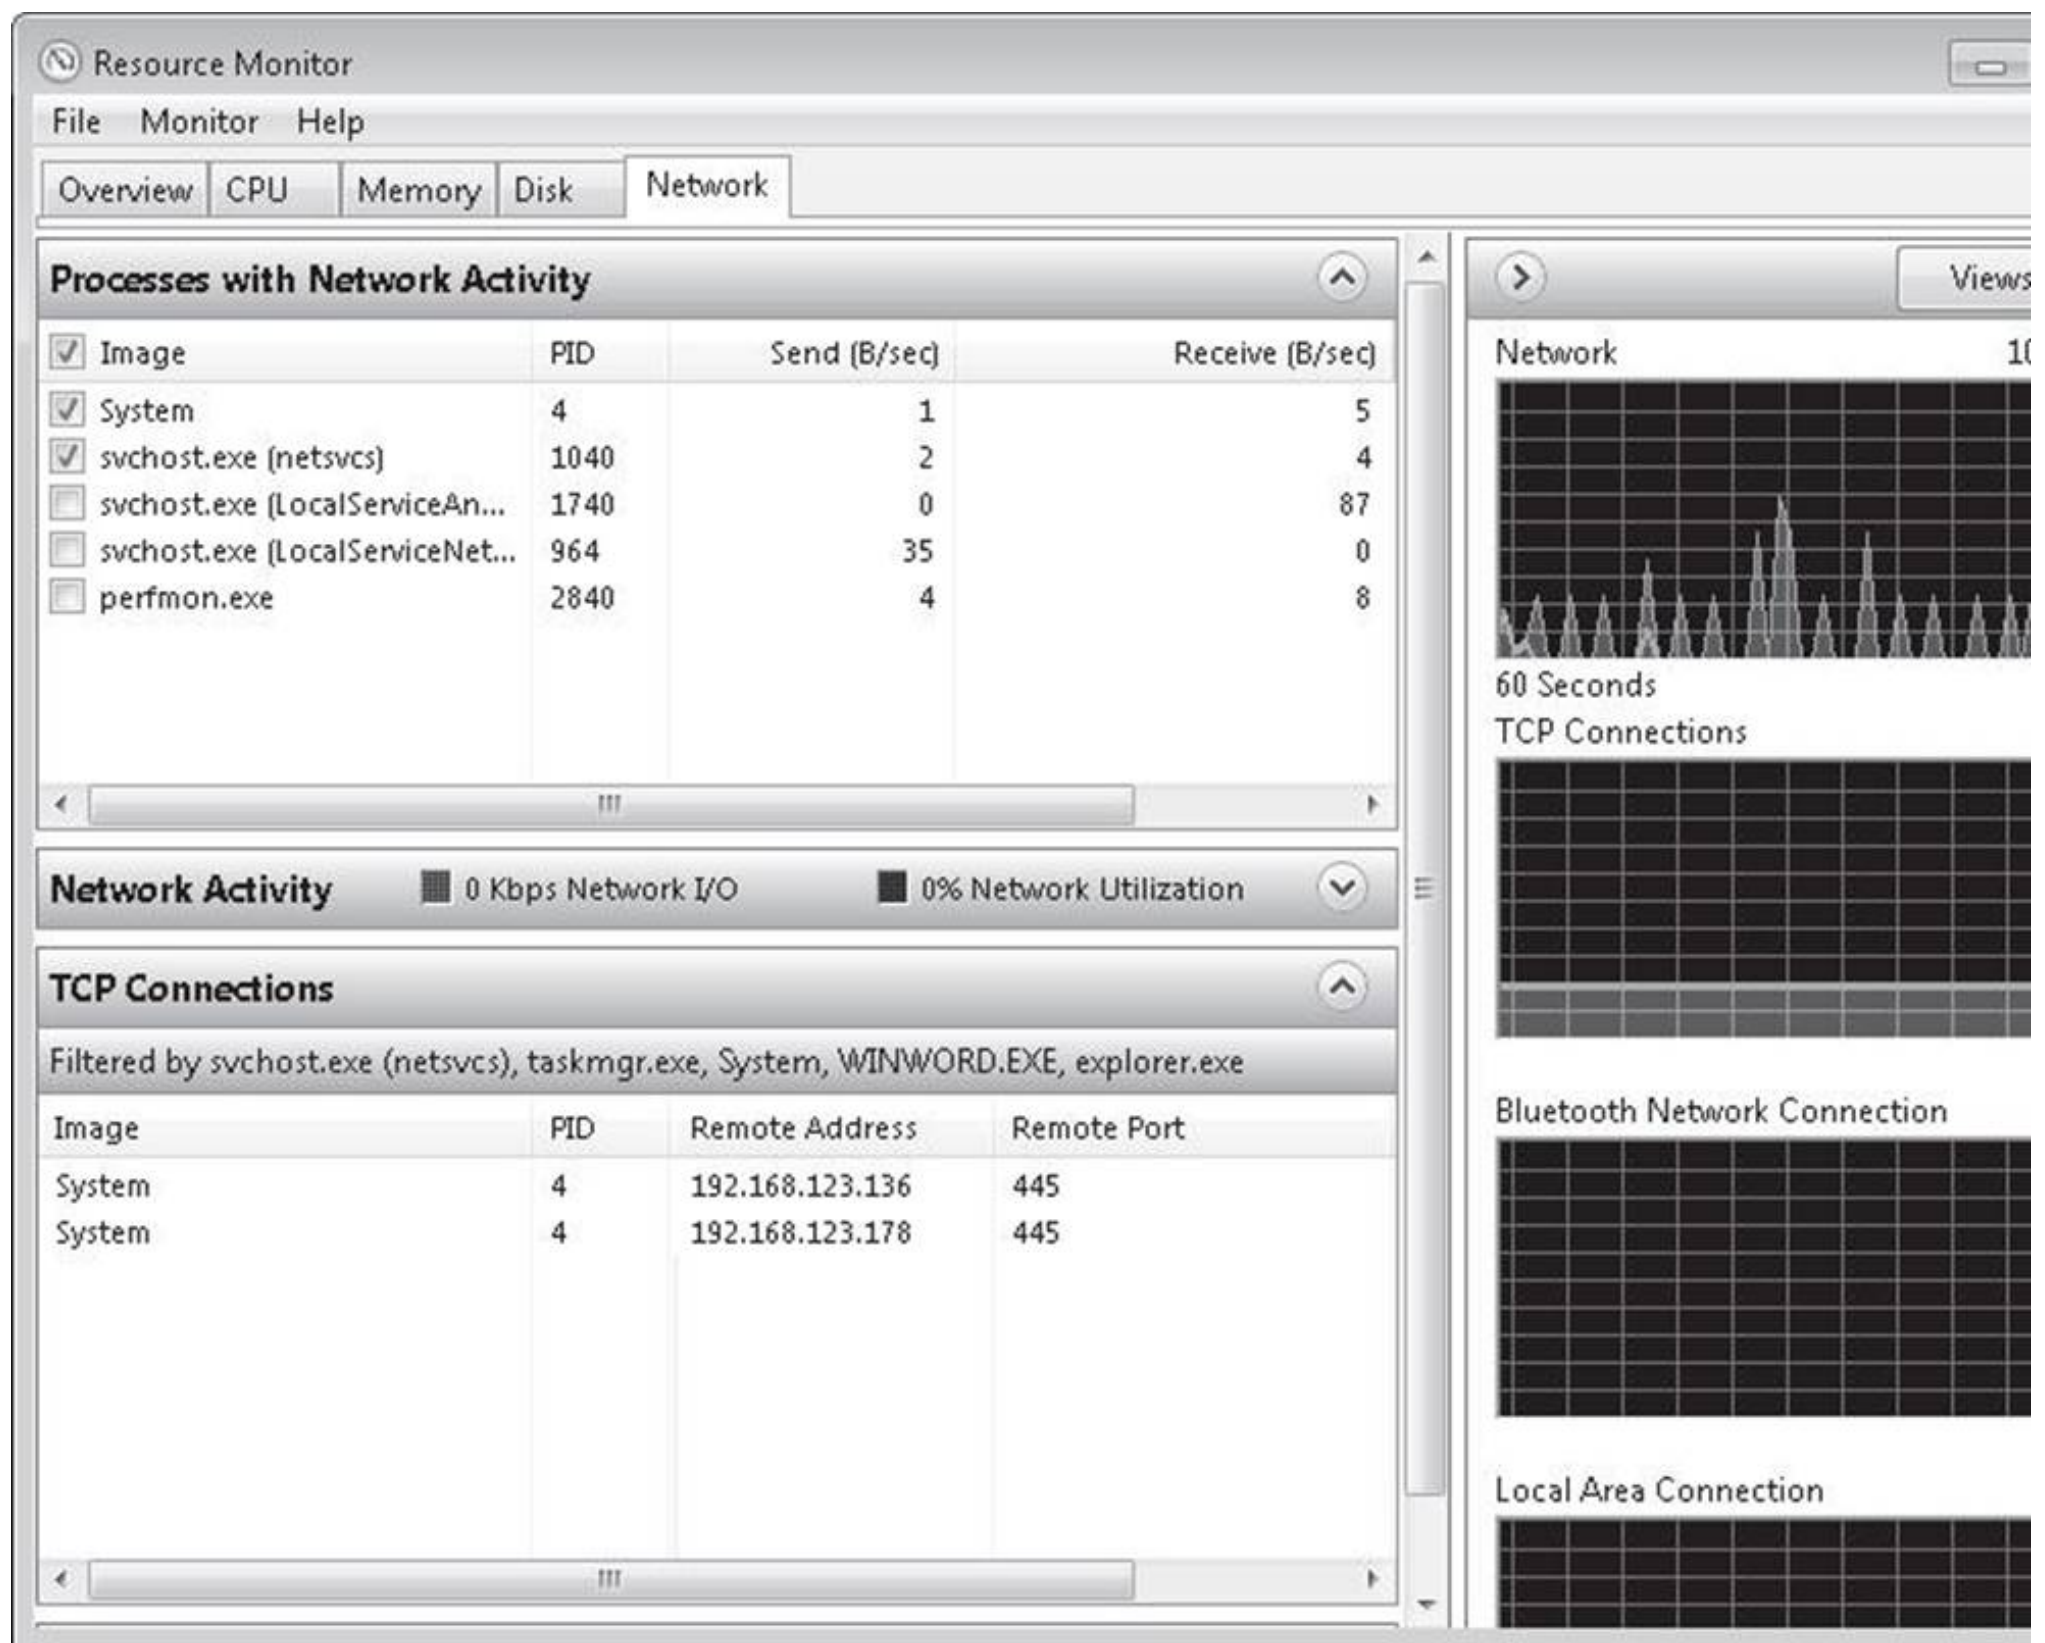 Resource Monitor
File Monitor Help
Overview CPU Memory Disk Network
Processes with Network Activity
Image PID Send (B/sec) Receive (B/sec)
System 4 1 5
svchost.exe (netsvcs) 1040 2 4
svchost.exe (LocalServiceAn... 1740 0 87
svchost.exe (LocalServiceNet... 964 35 0
perfmon.exe 2840 4 8
Network Activity 0 Kbps Network I/O 0% Network Utilization
TCP Connections
Filtered by svchost.exe (netsvcs), taskmgr.exe, System, WINWORD.EXE, explorer.exe
Image PID Remote Address Remote Port
System 4 192.168.123.136 445
System 4 192.168.123.178 445
Views
Network 10
60 Seconds
TCP Connections
Bluetooth Network Connection
Local Area Connection